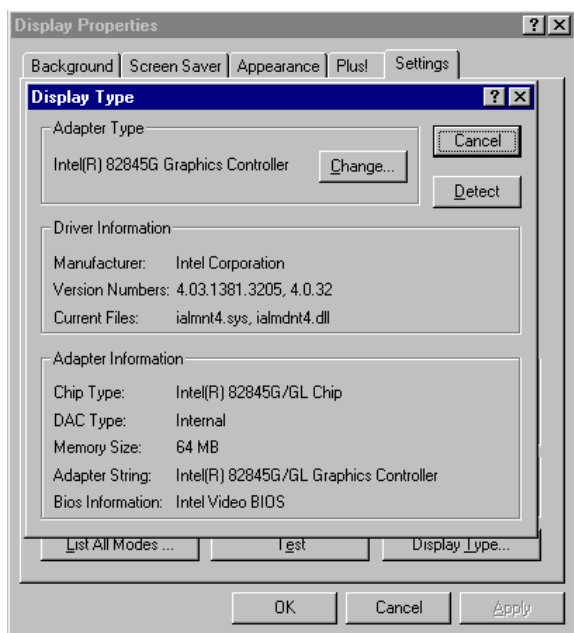 Display Properties
Background Screen Saver Appearance Plus! Settings
Display Type
Adapter Type
Intel(R) 82845G Graphics Controller Change...
Cancel
Detect
Driver Information
Manufacturer: Intel Corporation
Version Numbers: 4.03.1381.3205, 4.0.32
Current Files: ialmnt4.sys, ialmdnt4.dll
Adapter Information
Chip Type: Intel(R) 82845G/GL Chip
DAC Type: Internal
Memory Size: 64 MB
Adapter String: Intel(R) 82845G/GL Graphics Controller
Bios Information: Intel Video BIOS
List All Modes ... Test Display Type...
OK Cancel Apply